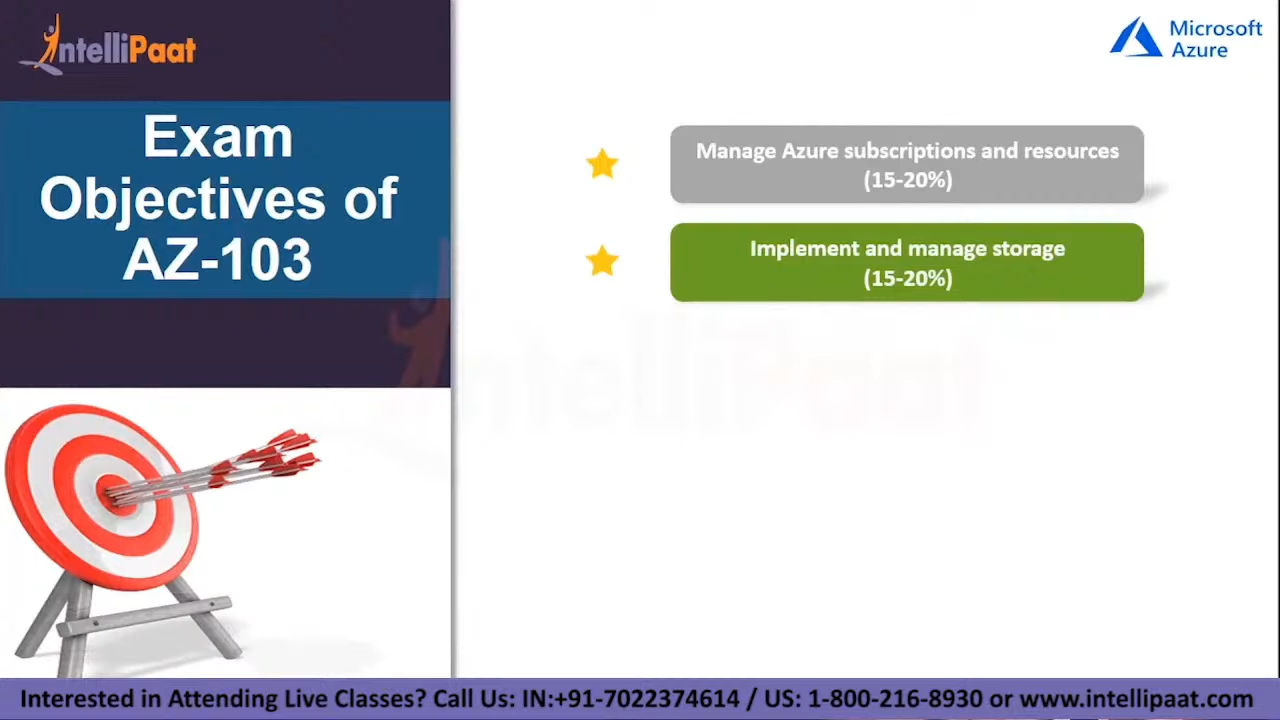 IntelliPaat
Microsoft
Azure
Exam
Objectives of
AZ-103
Manage Azure subscriptions and resources
(15-20%)
Implement and manage storage
(15-20%)
IntelliPaat
Interested in Attending Live Classes? Call Us: IN:+91-7022374614 / US: 1-800-216-8930 or www.intellipaat.com